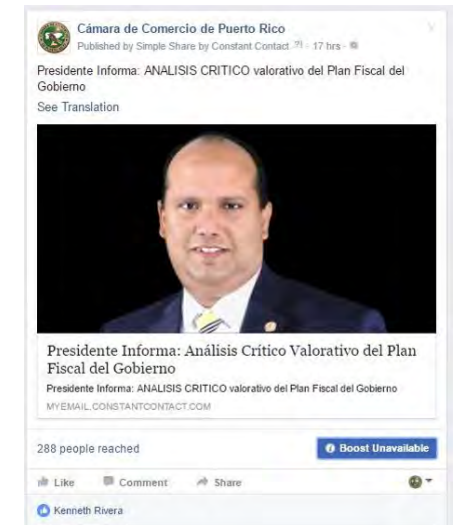 Cámara de Comercio de Puerto Rico
Published by Simple Share by Constant Contact [?] · 17 hrs ·
Presidente Informa: ANALISIS CRITICO valorativo del Plan Fiscal del
Gobierno
See Translation
Presidente Informa: Análisis Crítico Valorativo del Plan
Fiscal del Gobierno
Presidente Informa: ANALISIS CRITICO valorativo del Plan Fiscal del Gobierno
MYEMAIL.CONSTANTCONTACT.COM
288 people reached
Boost Unavailable
Like Comment Share
Kenneth Rivera